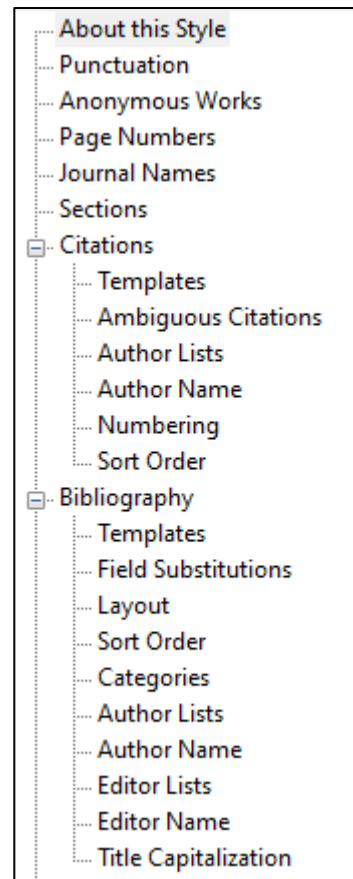 About this Style
Punctuation
Anonymous Works
Page Numbers
Journal Names
Sections
Citations
Templates
Ambiguous Citations
Author Lists
Author Name
Numbering
Sort Order
Bibliography
Templates
Field Substitutions
Layout
Sort Order
Categories
Author Lists
Author Name
Editor Lists
Editor Name
Title Capitalization